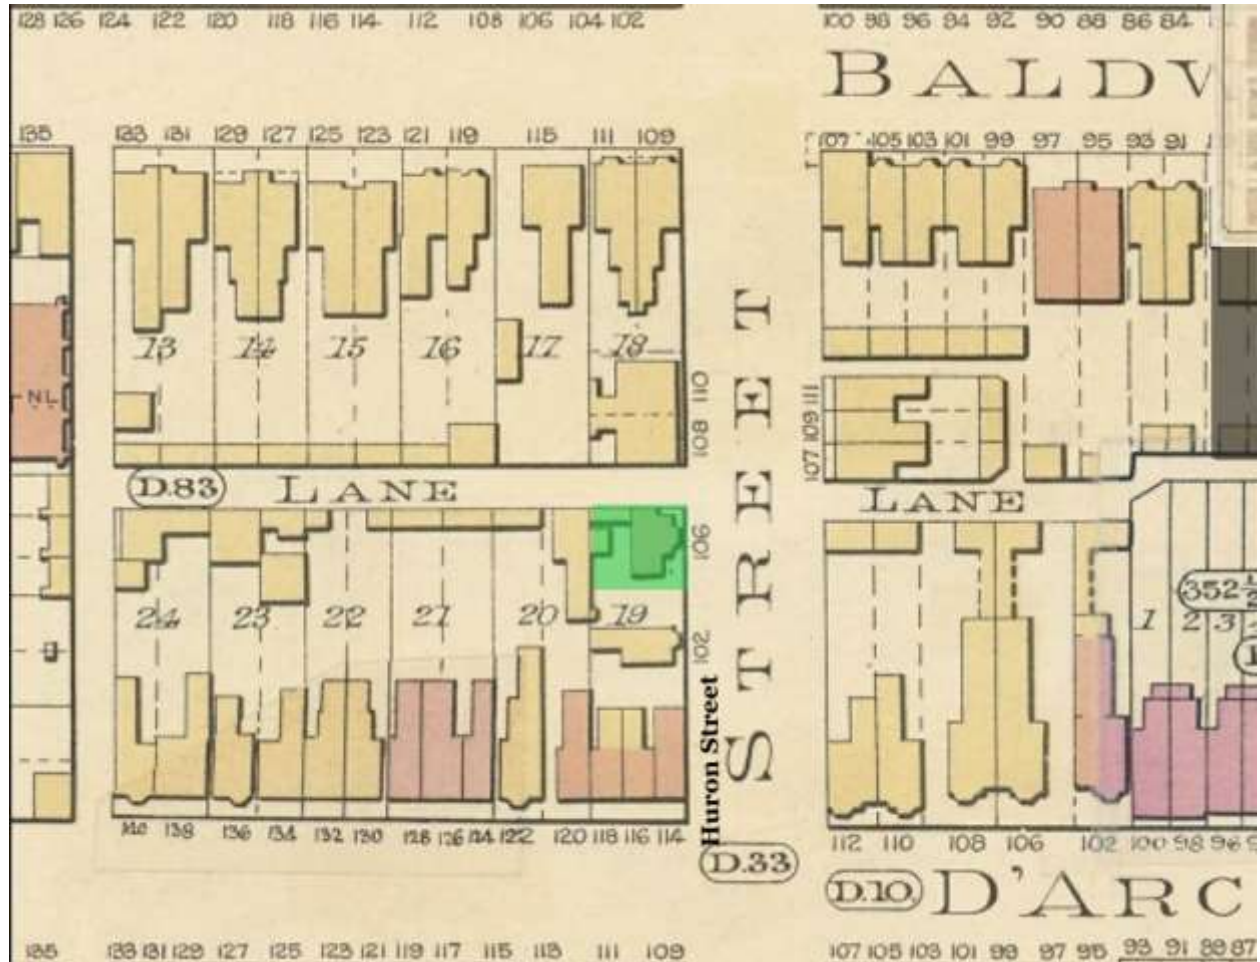 128 126 124 122 120 118 116 114 112 108 106 104 102 100 98 96 94 92 90 88 86 84
BALDW
135 133 131 129 127 125 123 121 119 115 111 109 107 105 103 101 99 97 95 93 91
13 14 15 16 17 18
NL
110
108
111
109
107
D.83 LANE
LANE
STREET
106
24 23 22 21 20 19
102
352½
1 2 3
Huron Street
140 138 136 134 132 130 128 126 124 122 120 118 116 114
112 110 108 106 102 100 98 96
D.33
D.10. D'ARC
135 133 131 129 127 125 123 121 119 117 115 113 111 109 107 105 103 101 99 97 95 93 91 89 87